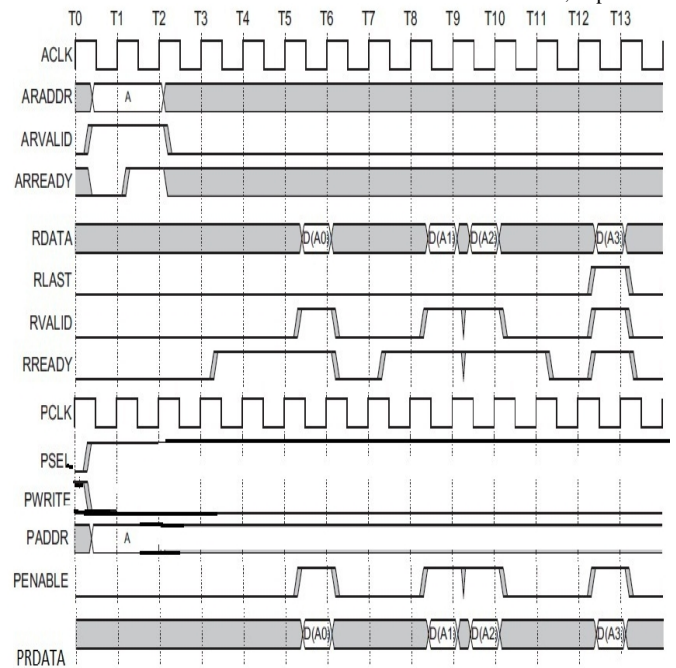 T0 T1 T2 T3 T4 T5 T6 T7 T8 T9 T10 T11 T12 T13
ACLK
ARADDR A
ARVALID
ARREADY
RDATA D(A0) D(A1) D(A2) D(A3)
RLAST
RVALID
RREADY
PCLK
PSEL
PWRITE
PADDR A
PENABLE
D(A0) D(A1) D(A2) D(A3)
PRDATA